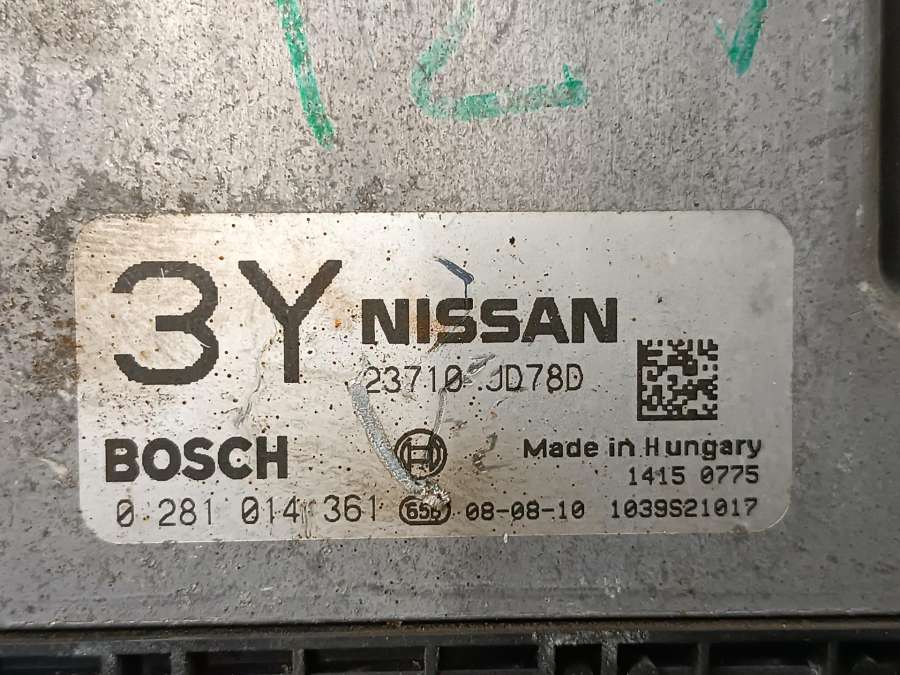 3Y NISSAN
23710 JD78D
BOSCH
Made in Hungary
1415 0775
0 281 014 361 08-08-10 1039S21017